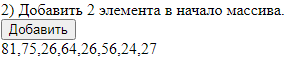 2) Добавить 2 элемента в начало массива.
Добавить
81,75,26,64,26,56,24,27